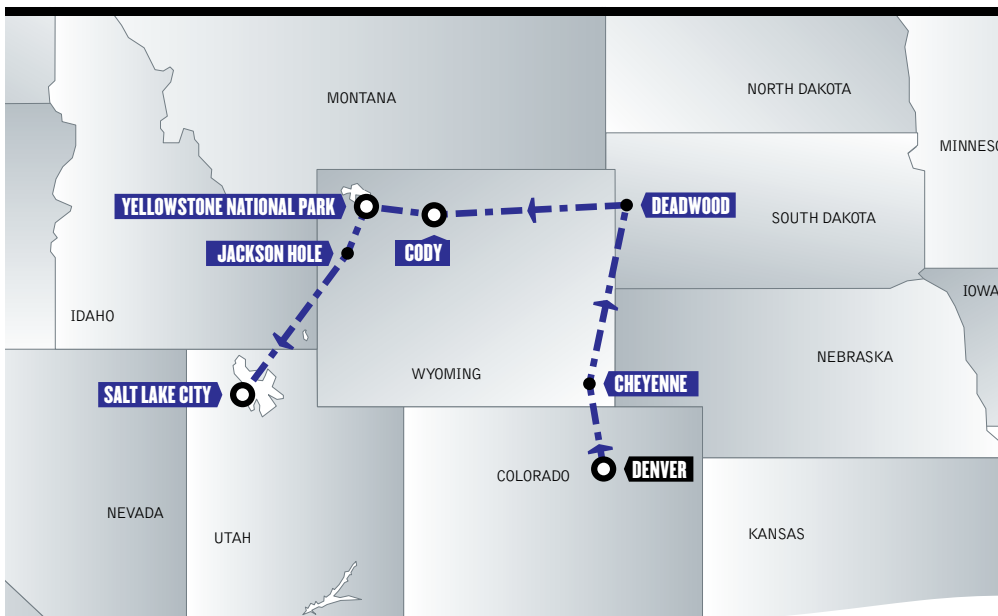 NORTH DAKOTA
MONTANA
MINNESO
YELLOWSTONE NATIONAL PARK
DEADWOOD
SOUTH DAKOTA
JACKSON HOLE
CODY
IOWA
IDAHO
NEBRASKA
WYOMING
CHEYENNE
SALT LAKE CITY
COLORADO
DENVER
NEVADA
UTAH
KANSAS